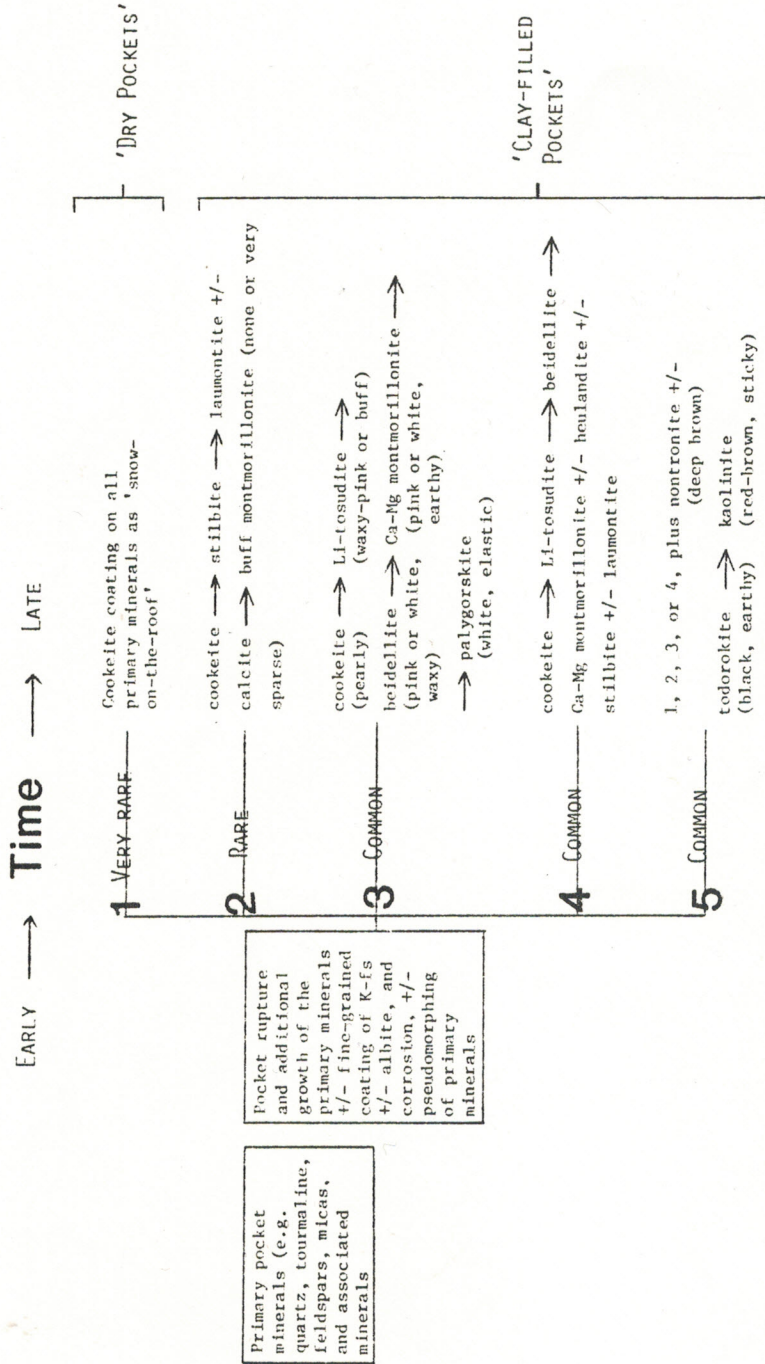 EARLY ⟶ Time ⟶ LATE
Primary pocket
minerals (e.g.
quartz, tourmaline,
feldspars, micas,
and associated
minerals
Pocket rupture
and additional
growth of the
primary minerals
+/- fine-grained
coating of K-fs
+/- albite, and
corrosion, +/-
pseudomorphing
of primary
minerals
1 VERY RARE
Cookeite coating on all
primary minerals as 'snow-
on-the-roof'
2 RARE
cookeite ⟶ stilbite ⟶ laumontite +/-
calcite ⟶ buff montmorillonite (none or very
sparse)
3 COMMON
cookeite ⟶ Li-tosudite ⟶
(pearly) (waxy-pink or buff)
beidellite ⟶ Ca-Mg montmorillonite ⟶
(pink or white, (pink or white,
waxy) earthy)
⟶ palygorskite
(white, elastic)
4 COMMON
cookeite ⟶ Li-tosudite ⟶ beidellite ⟶
Ca-Mg montmorillonite +/- heulandite +/-
stilbite +/- laumontite
5 COMMON
1, 2, 3, or 4, plus nontronite +/-
(deep brown)
todorokite ⟶ kaolinite
(black, earthy) (red-brown, sticky)
'DRY POCKETS'
'CLAY-FILLED
POCKETS'